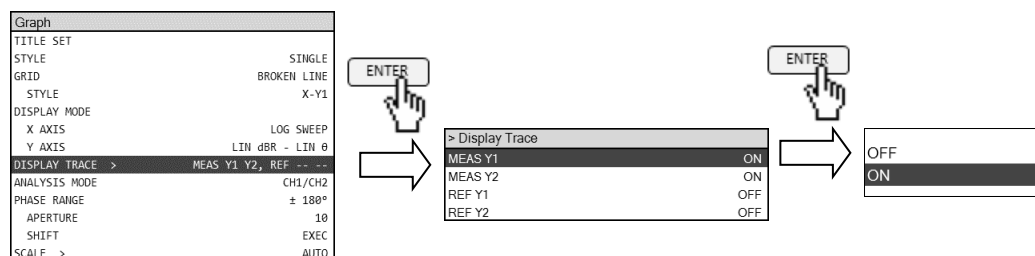 Graph
TITLE SET
STYLE SINGLE
GRID BROKEN LINE
STYLE X-Y1
DISPLAY MODE
X AXIS LOG SWEEP
Y AXIS LIN dBR - LIN θ
DISPLAY TRACE > MEAS Y1 Y2, REF -- --
ANALYSIS MODE CH1/CH2
PHASE RANGE ± 180°
APERTURE 10
SHIFT EXEC
SCALE > AUTO
ENTER
> Display Trace
MEAS Y1 ON
MEAS Y2 ON
REF Y1 OFF
REF Y2 OFF
ENTER
OFF
ON